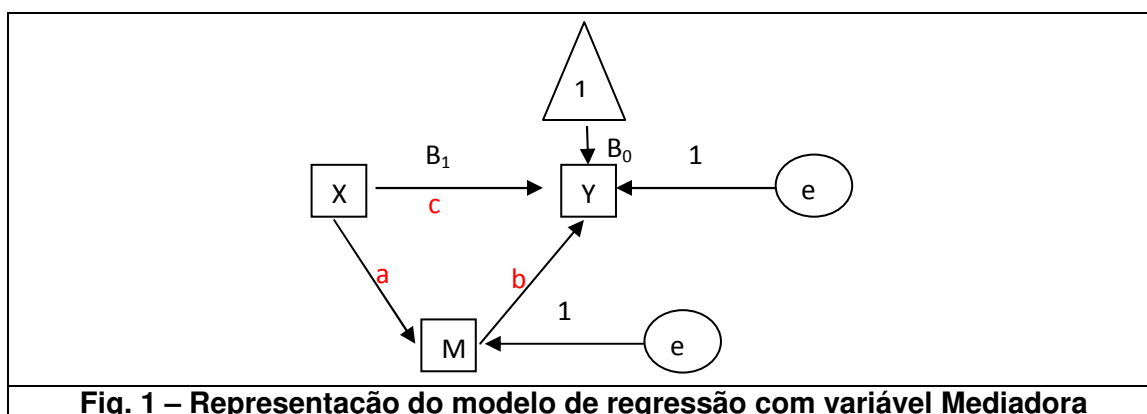 1
B₁ B₀ 1
X Y e
c
a b
1
M e
Fig. 1 – Representação do modelo de regressão com variável Mediadora